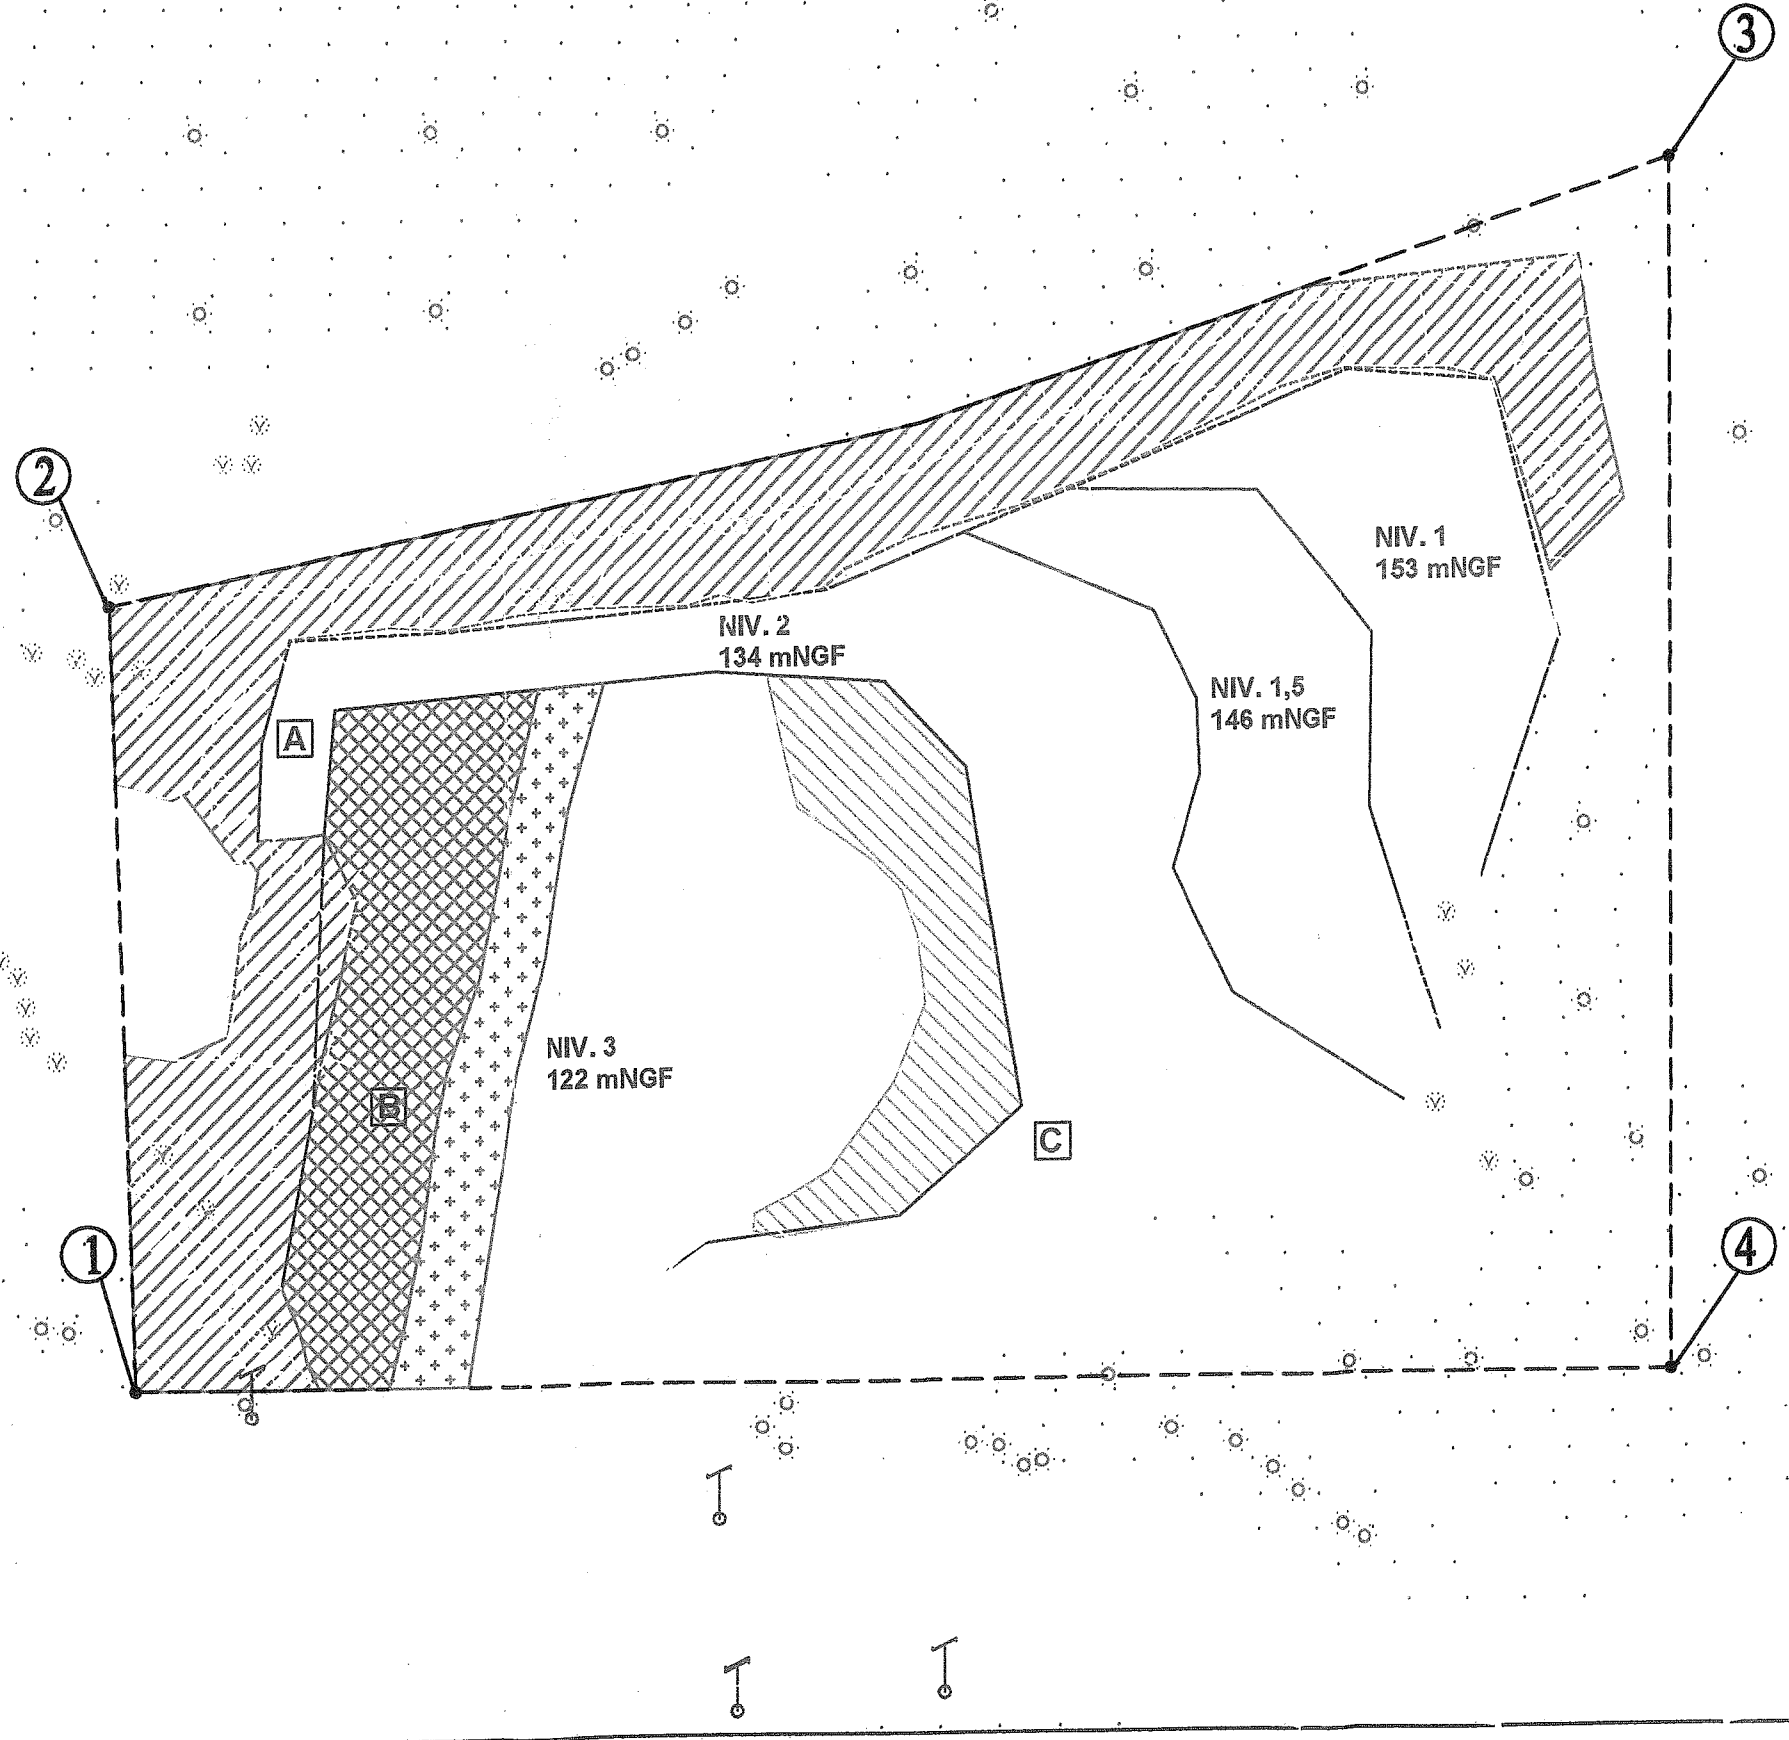 3
2
NIV. 1
153 mNGF
NIV. 2
134 mNGF
NIV. 1,5
146 mNGF
A
NIV. 3
122 mNGF
B
C
1
4